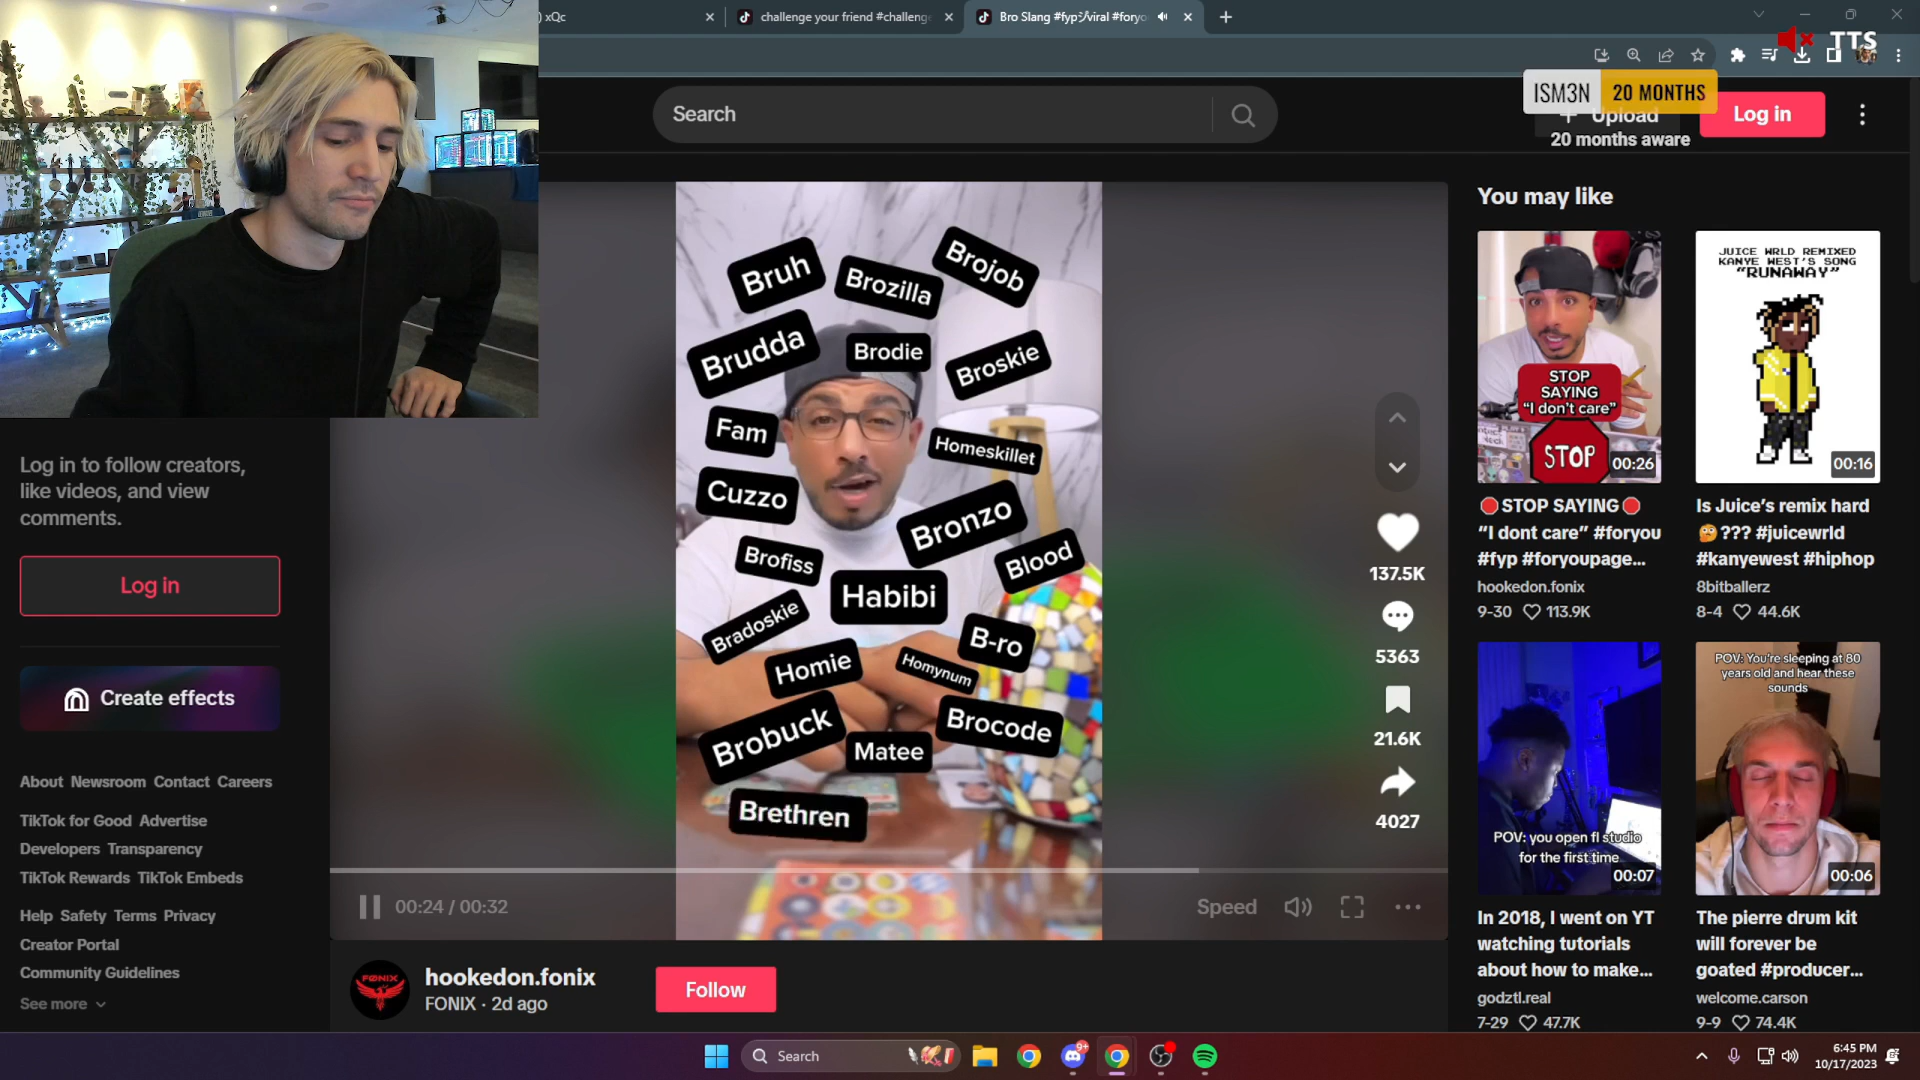 ) xQc
challenge your friend #challenge
Bro Slang #fyp #viral #foryo
TTS
ISM3N 20 MONTHS
20 months aware
Search
Upload
Log in
Log in to follow creators,
like videos, and view
comments.
Log in
Create effects
About Newsroom Contact Careers
TikTok for Good Advertise
Developers Transparency
TikTok Rewards TikTok Embeds
Help Safety Terms Privacy
Creator Portal
Community Guidelines
See more
Bruh
Brozilla
Brojob
Brudda
Brodie
Broskie
Fam
Homeskillet
Cuzzo
Bronzo
Brofiss
Blood
Habibi
Bradoskie
B-ro
Homie
Homynum
Brobuck
Brocode
Matee
Brethren
137.5K
5363
21.6K
4027
00:24 / 00:32
Speed
FONIX
hookedon.fonix
FONIX · 2d ago
Follow
You may like
STOP
SAYING
"I don't care"
STOP
00:26
🛑STOP SAYING🛑
“I dont care” #foryou
#fyp #foryoupage...
hookedon.fonix
9-30 113.9K
JUICE WRLD REMIXED
KANYE WEST'S SONG
"RUNAWAY"
00:16
Is Juice’s remix hard
🤔??? #juicewrld
#kanyewest #hiphop
8bitballerz
8-4 44.6K
POV: you open fl studio
for the first time
00:07
In 2018, I went on YT
watching tutorials
about how to make...
godztl.real
7-29 47.7K
POV: You're sleeping at 80
years old and hear these
sounds
00:06
The pierre drum kit
will forever be
goated #producer...
welcome.carson
9-9 74.4K
Search
9+
6:45 PM
10/17/2023